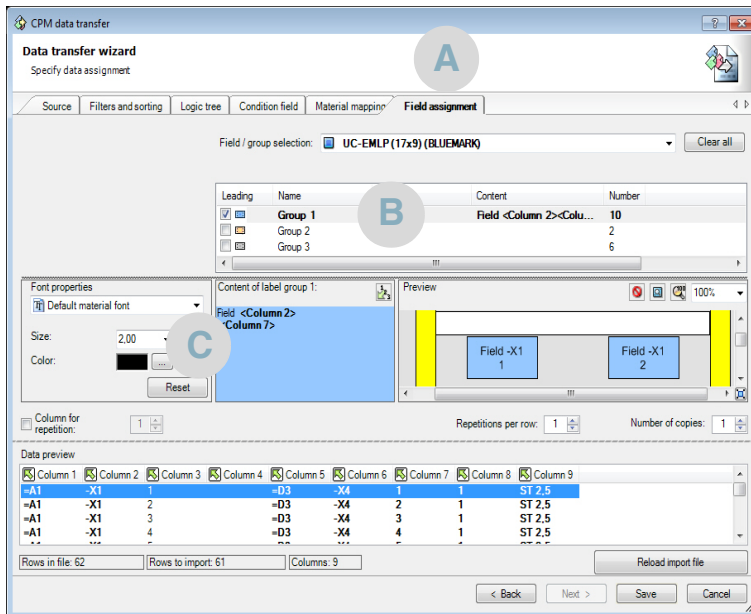 CPM data transfer
Data transfer wizard
Specify data assignment
A
Source Filters and sorting Logic tree Condition field Material mapping Field assignment
Field / group selection: UC-EMLP (17x9) (BLUEMARK) Clear all
Leading Name Content Number
Group 1 Field <Column 2><Colu... 10
Group 2 2
Group 3 6
B
Font properties
Default material font
Size: 2,00
Color: ...
Reset
C
Content of label group 1:
Field <Column 2>
<Column 7>
Preview 100%
Field -X1
1
Field -X1
2
Column for
repetition: 1
Repetitions per row: 1 Number of copies: 1
Data preview
Column 1 Column 2 Column 3 Column 4 Column 5 Column 6 Column 7 Column 8 Column 9
=A1 -X1 1 =D3 -X4 1 1 ST 2,5
=A1 -X1 2 =D3 -X4 2 1 ST 2,5
=A1 -X1 3 =D3 -X4 3 1 ST 2,5
=A1 -X1 4 =D3 -X4 4 1 ST 2,5
Rows in file: 62 Rows to import: 61 Columns: 9 Reload import file
< Back Next > Save Cancel